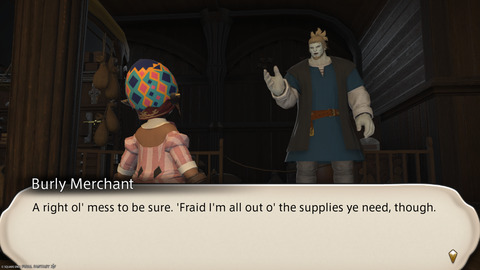 Burly Merchant
A right ol' mess to be sure. 'Fraid I'm all out o' the supplies ye need, though.